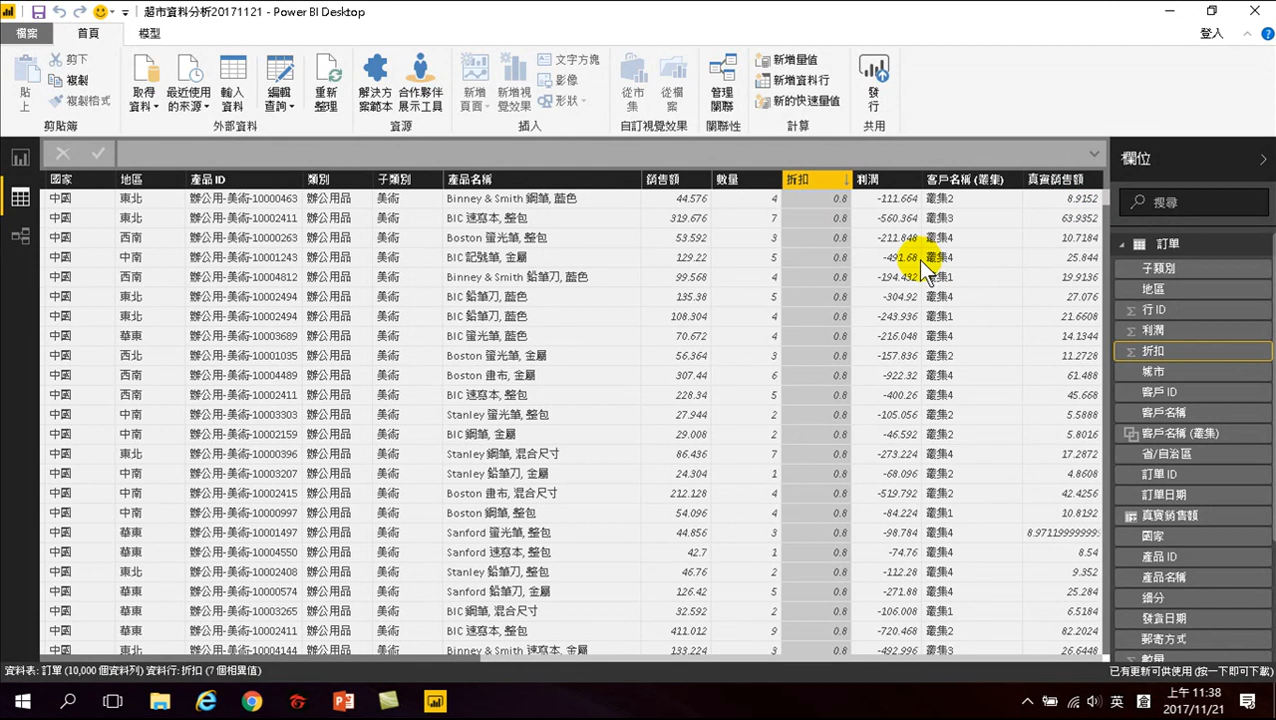 超市資料分析20171121 - Power BI Desktop
檔案 首頁 模型 登入
貼上 剪下 複製 複製格式 取得資料 最近使用的來源 輸入資料 編輯查詢 重新整理 解決方案範本 合作夥伴展示工具 新增頁面 新增視覺效果 文字方塊 影像 形狀 從市集 從檔案 管理關聯 新增量值 新增資料行 新的快速量值 發行
剪貼簿 外部資料 資源 插入 自訂視覺效果 關聯性 計算 共用
國家 地區 產品 ID 類別 子類別 產品名稱 銷售額 數量 折扣 利潤 客戶名稱 (叢集) 真實銷售額
中國 東北 辦公用-美術-10000463 辦公用品 美術 Binney & Smith 鋼筆, 藍色 44.576 4 0.8 -111.664 叢集2 8.9152
中國 東北 辦公用-美術-10002411 辦公用品 美術 BIC 速寫本, 整包 319.676 7 0.8 -560.364 叢集3 63.9352
中國 西南 辦公用-美術-10000263 辦公用品 美術 Boston 螢光筆, 藍色 53.592 3 0.8 -211.848 叢集4 10.7184
中國 中南 辦公用-美術-10001243 辦公用品 美術 BIC 記號筆, 金屬 129.22 5 0.8 -491.68 叢集4 25.844
中國 西南 辦公用-美術-10004812 辦公用品 美術 Binney & Smith 鉛筆刀, 藍色 99.568 4 0.8 -194.432 叢集1 19.9136
中國 東北 辦公用-美術-10002494 辦公用品 美術 BIC 鉛筆刀, 藍色 135.38 5 0.8 -304.92 叢集4 27.076
中國 東北 辦公用-美術-10002494 辦公用品 美術 BIC 鉛筆刀, 藍色 108.304 4 0.8 -243.936 叢集1 21.6608
中國 華東 辦公用-美術-10003689 辦公用品 美術 BIC 螢光筆, 藍色 70.672 4 0.8 -216.048 叢集4 14.1344
中國 西北 辦公用-美術-10001035 辦公用品 美術 Boston 螢光筆, 金屬 56.364 3 0.8 -157.836 叢集2 11.2728
中國 東北 辦公用-美術-10004489 辦公用品 美術 Boston 畫布, 金屬 307.44 6 0.8 -922.32 叢集4 61.488
中國 西南 辦公用-美術-10002411 辦公用品 美術 BIC 速寫本, 整包 228.34 5 0.8 -400.26 叢集4 45.668
中國 中南 辦公用-美術-10003303 辦公用品 美術 Stanley 螢光筆, 整包 27.944 2 0.8 -105.056 叢集2 5.5888
中國 中南 辦公用-美術-10002159 辦公用品 美術 BIC 鋼筆, 金屬 29.008 2 0.8 -46.592 叢集2 5.8016
中國 東北 辦公用-美術-10000396 辦公用品 美術 Stanley 鋼筆, 混合尺寸 86.436 7 0.8 -273.224 叢集4 17.2872
中國 中南 辦公用-美術-10003207 辦公用品 美術 Stanley 鉛筆刀, 金屬 24.304 1 0.8 -68.096 叢集2 4.8608
中國 中南 辦公用-美術-10002415 辦公用品 美術 Boston 畫布, 混合尺寸 212.128 4 0.8 -519.792 叢集2 42.4256
中國 中南 辦公用-美術-10000997 辦公用品 美術 Boston 鋼筆, 整包 54.096 4 0.8 -84.224 叢集1 10.8192
中國 華東 辦公用-美術-10001497 辦公用品 美術 Sanford 螢光筆, 整包 44.856 3 0.8 -98.784 叢集4 8.97119999999:
中國 華東 辦公用-美術-10004550 辦公用品 美術 Sanford 速寫本, 整包 42.7 1 0.8 -74.76 叢集4 8.54
中國 東北 辦公用-美術-10002408 辦公用品 美術 Stanley 鉛筆刀, 整包 46.76 2 0.8 -112.28 叢集4 9.352
中國 華東 辦公用-美術-10000574 辦公用品 美術 Sanford 鉛筆刀, 金屬 126.42 5 0.8 -271.88 叢集4 25.284
中國 中南 辦公用-美術-10003265 辦公用品 美術 BIC 鋼筆, 混合尺寸 32.592 2 0.8 -106.008 叢集1 6.5184
中國 華東 辦公用-美術-10002411 辦公用品 美術 BIC 速寫本, 整包 411.012 9 0.8 -720.468 叢集4 82.2024
中國 東北 辦公用-美術-10004144 辦公用品 美術 Binney & Smith 速寫本, 整包 133.224 3 0.8 -492.996 叢集4 26.6448
欄位
搜尋
訂單
子類別
地區
行 ID
利潤
折扣
城市
客戶 ID
客戶名稱
客戶名稱 (叢集)
省/自治區
訂單 ID
訂單日期
真實銷售額
國家
產品 ID
產品名稱
細分
發貨日期
郵寄方式
數量
資料表: 訂單 (10,000 個資料列) 資料行: 折扣 (7 個相異值) 已有更新可供使用 (按一下即可下載)
英 倉 上午 11:38
2017/11/21